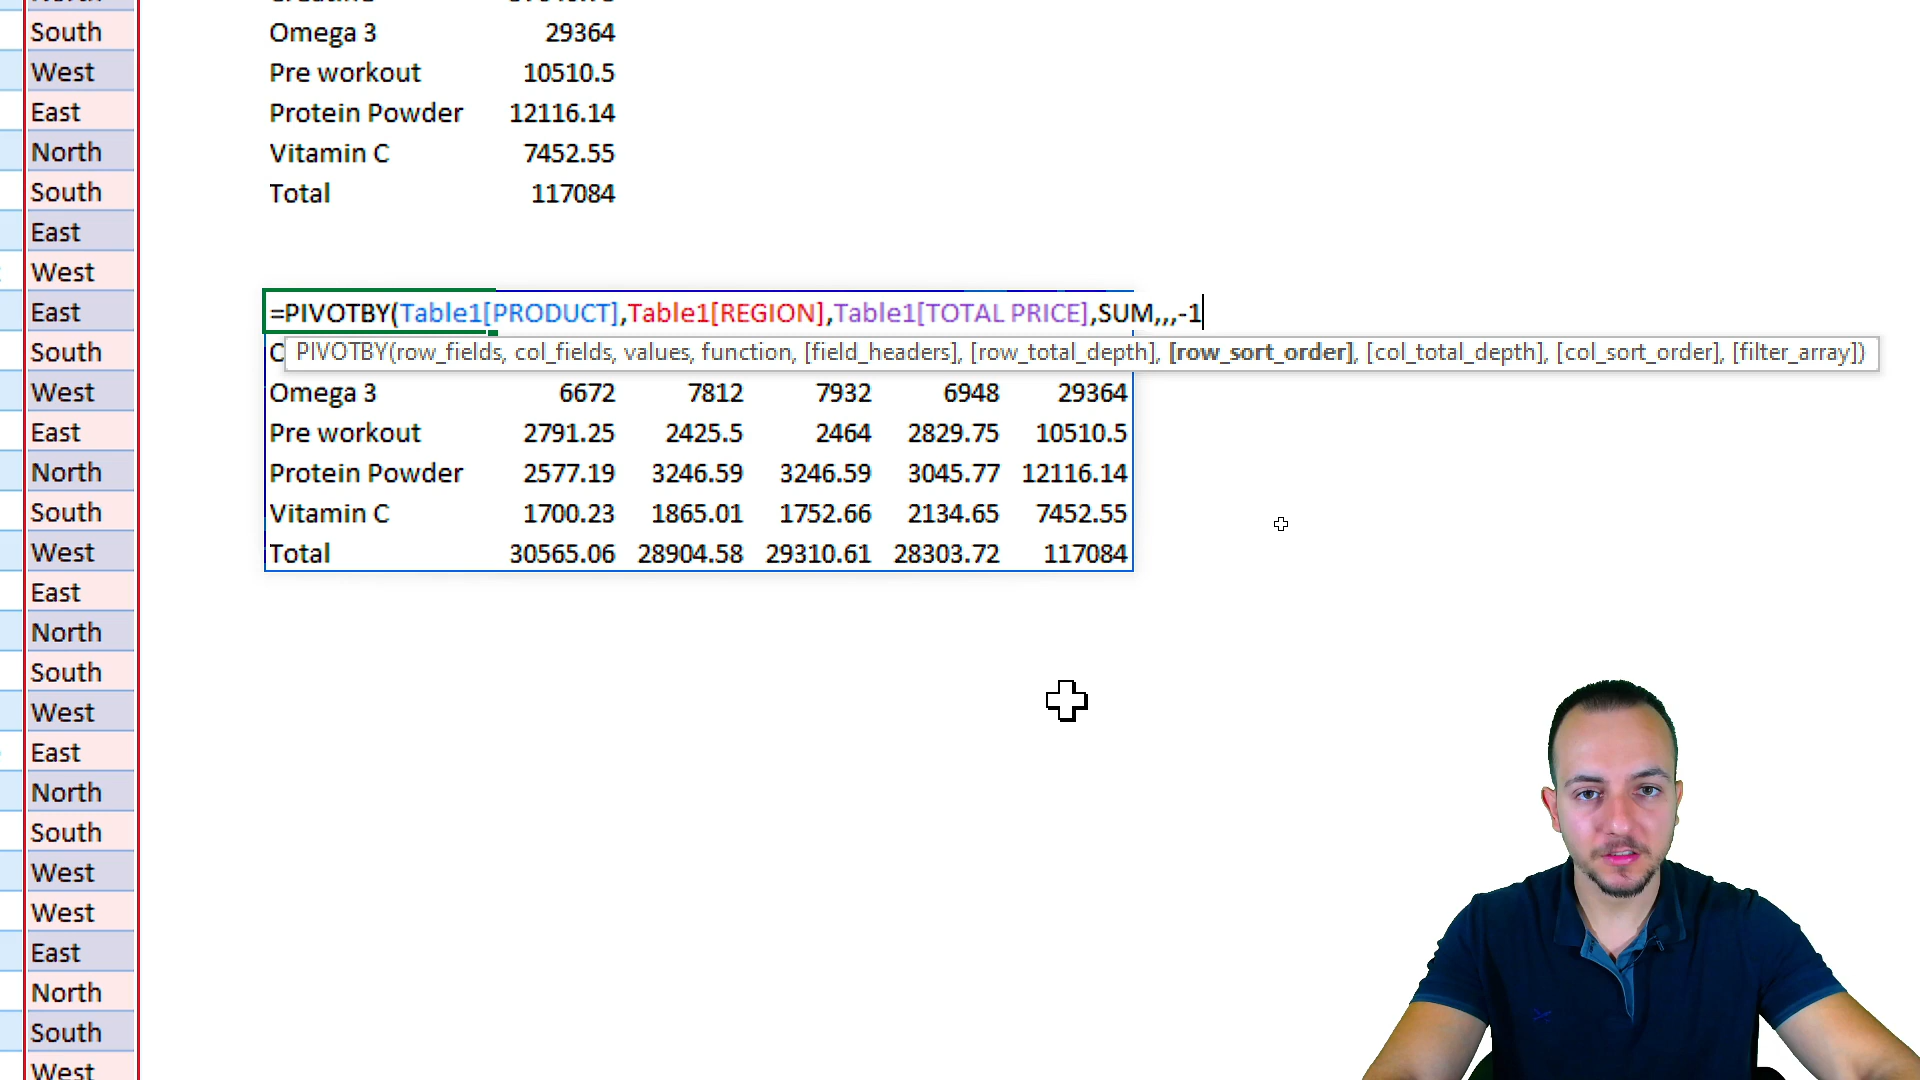 South
West
East
North
South
East
West
East
South
West
East
North
South
West
East
North
South
West
East
North
South
West
West
East
North
South
West
Omega 3 29364
Pre workout 10510.5
Protein Powder 12116.14
Vitamin C 7452.55
Total 117084
=PIVOTBY(Table1[PRODUCT],Table1[REGION],Table1[TOTAL PRICE],SUM,,,-1
PIVOTBY(row_fields, col_fields, values, function, [field_headers], [row_total_depth], [row_sort_order], [col_total_depth], [col_sort_order], [filter_array])
Omega 3 6672 7812 7932 6948 29364
Pre workout 2791.25 2425.5 2464 2829.75 10510.5
Protein Powder 2577.19 3246.59 3246.59 3045.77 12116.14
Vitamin C 1700.23 1865.01 1752.66 2134.65 7452.55
Total 30565.06 28904.58 29310.61 28303.72 117084